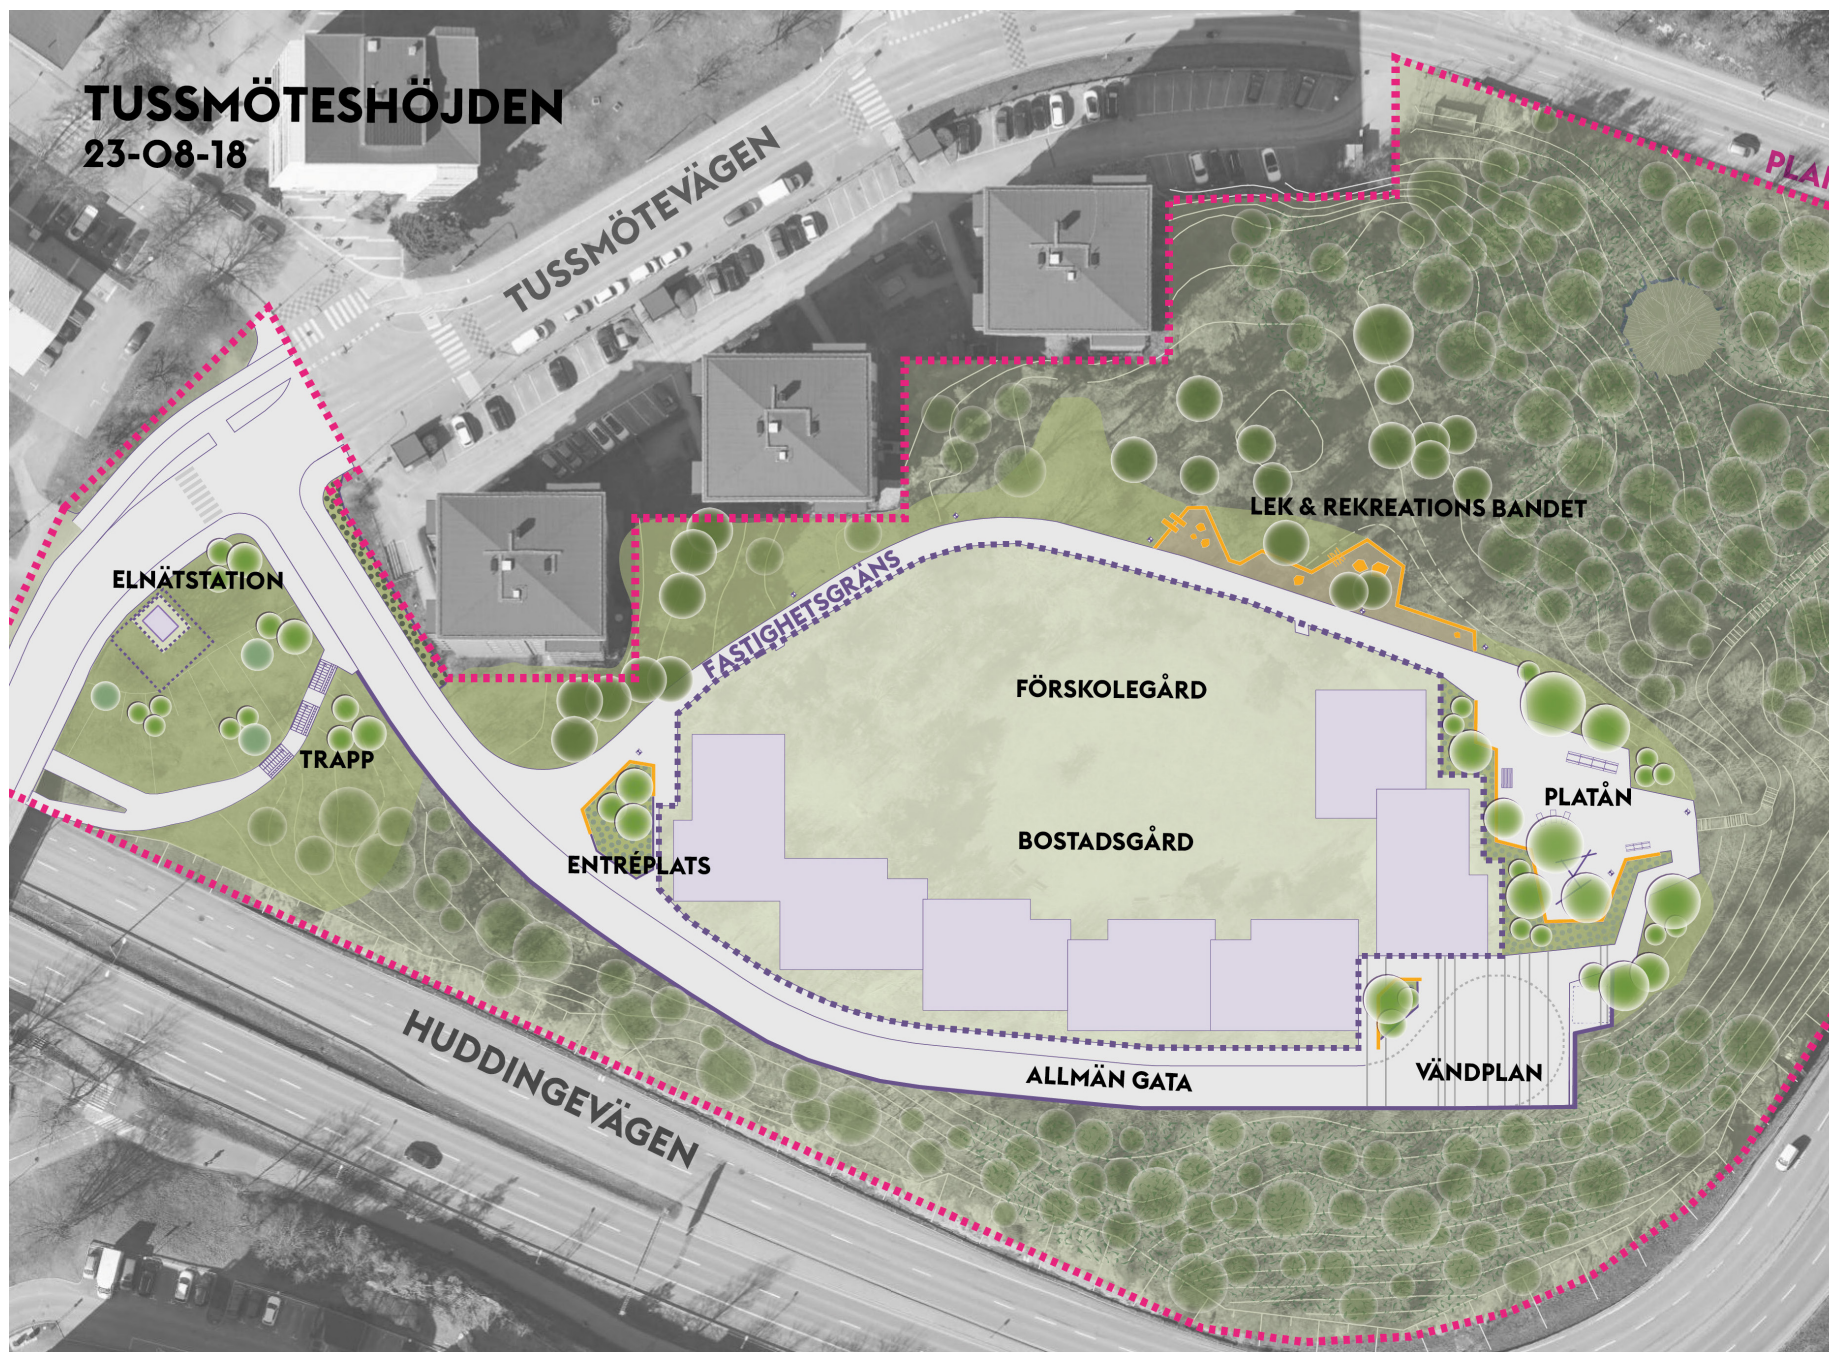 TUSSMÖTESHÖJDEN
23-08-18
TUSSMÖTEVÄGEN
LEK & REKREATIONS BANDET
ELNÄTSTATION
FASTIGHETSGRÄNS
FÖRSKOLEGÅRD
TRAPP
PLATÅN
BOSTADSGÅRD
ENTRÉPLATS
HUDDINGEVÄGEN
ALLMÄN GATA
VÄNDPLAN